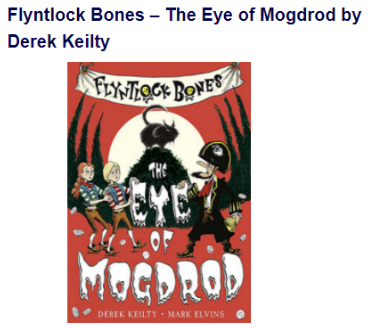 Flyntlock Bones – The Eye of Mogdrod by
Derek Keilty
FLYNTLOCK BONES
THE
EYE
OF
MOGDROD
DEREK KEILTY · MARK ELVINS